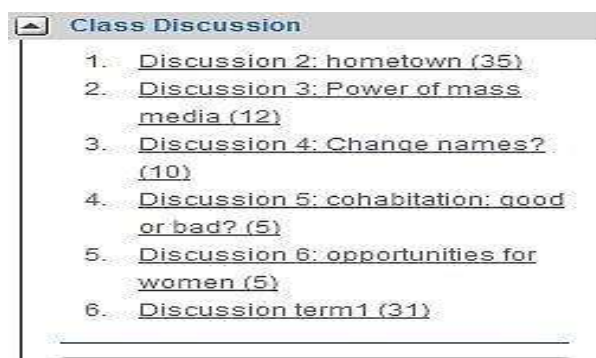 Class Discussion
1. Discussion 2: hometown (35)
2. Discussion 3: Power of mass
media (12)
3. Discussion 4: Change names?
(10)
4. Discussion 5: cohabitation: good
or bad? (5)
5. Discussion 6: opportunities for
women (5)
6. Discussion term1 (31)